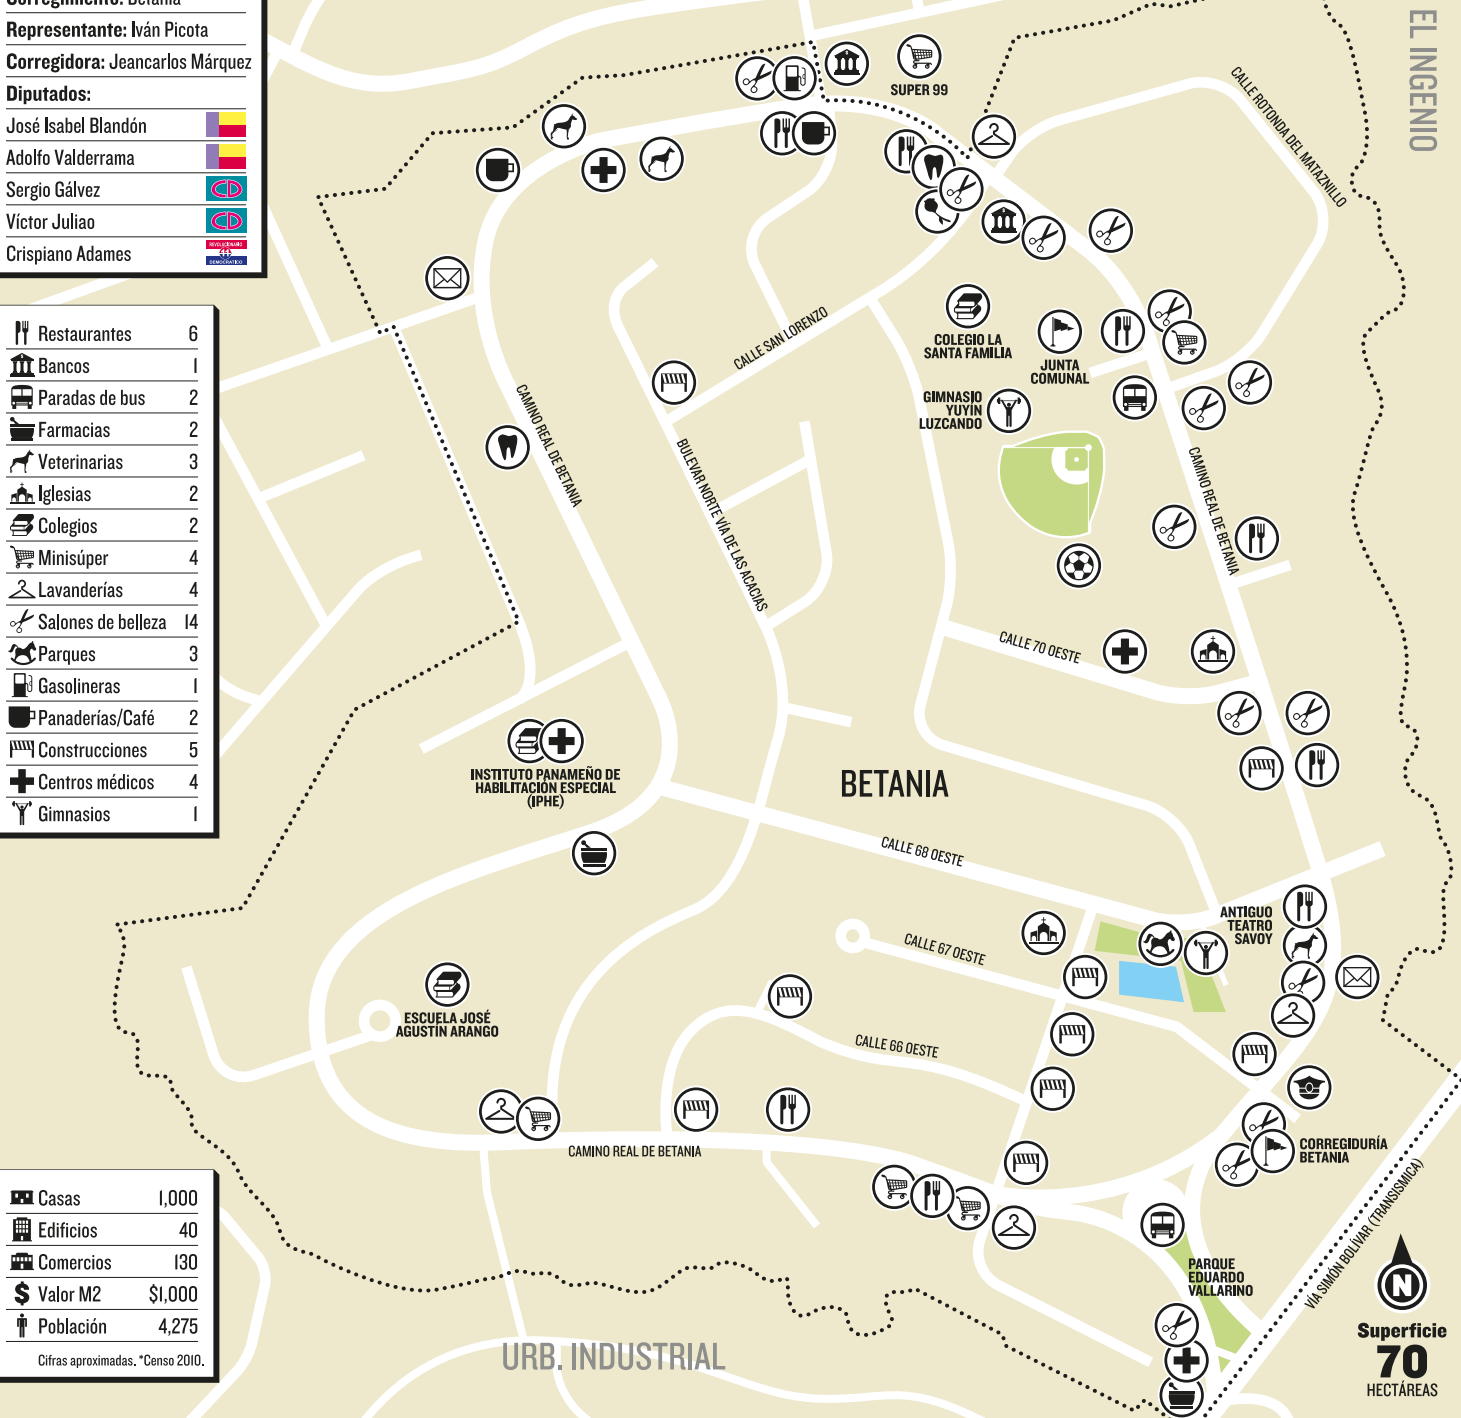 Corregimiento: Betania
Representante: Iván Picota
Corregidora: Jeancarlos Márquez
Diputados:
José Isabel Blandón
Adolfo Valderrama
Sergio Gálvez
CD
Víctor Juliao
CD
Crispiano Adames
REVOLUCIONARIO
DEMOCRATICO
Restaurantes 6
Bancos 1
Paradas de bus 2
Farmacias 2
Veterinarias 3
Iglesias 2
Colegios 2
Minisúper 4
Lavanderías 4
Salones de belleza 14
Parques 3
Gasolineras 1
Panaderías/Café 2
Construcciones 5
Centros médicos 4
Gimnasios 1
Casas 1,000
Edificios 40
Comercios 130
$ Valor M2 $1,000
Población 4,275
Cifras aproximadas. *Censo 2010.
EL INGENIO
SUPER 99
CALLE ROTONDA DEL MATAZNILLO
CALLE SAN LORENZO
COLEGIO LA
SANTA FAMILIA
JUNTA
COMUNAL
GIMNASIO
YUYIN
LUZCANDO
CAMINO REAL DE BETANIA
BULEVAR NORTE VÍA DE LAS ACACIAS
CAMINO REAL DE BETANIA
CALLE 70 OESTE
INSTITUTO PANAMEÑO DE
HABILITACIÓN ESPECIAL
(IPHE)
BETANIA
CALLE 68 OESTE
ANTIGUO
TEATRO
SAVOY
CALLE 67 OESTE
ESCUELA JOSÉ
AGUSTÍN ARANGO
CALLE 66 OESTE
CAMINO REAL DE BETANIA
CORREGIDURÍA
BETANIA
VÍA SIMÓN BOLÍVAR (TRANSISMICA)
PARQUE
EDUARDO
VALLARINO
URB. INDUSTRIAL
N
Superficie
70
HECTÁREAS